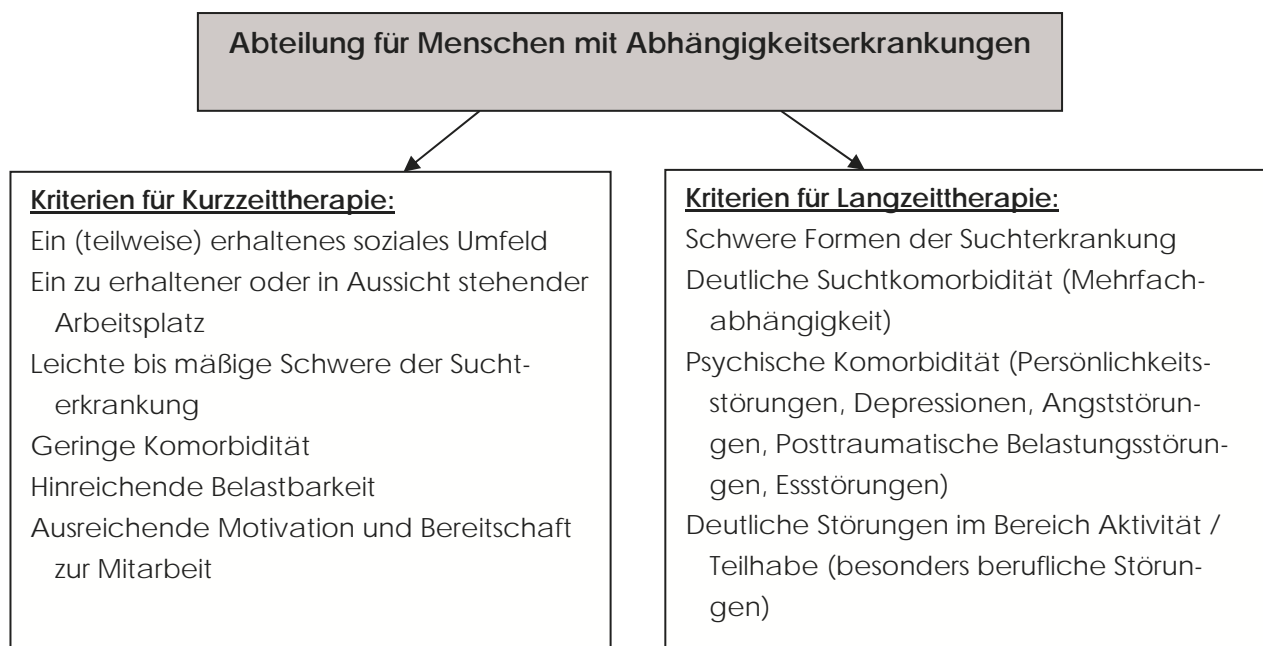 Abteilung für Menschen mit Abhängigkeitserkrankungen
Kriterien für Kurzzeittherapie:
Ein (teilweise) erhaltenes soziales Umfeld
Ein zu erhaltener oder in Aussicht stehender
Arbeitsplatz
Leichte bis mäßige Schwere der Sucht-
erkrankung
Geringe Komorbidität
Hinreichende Belastbarkeit
Ausreichende Motivation und Bereitschaft
zur Mitarbeit
Kriterien für Langzeittherapie:
Schwere Formen der Suchterkrankung
Deutliche Suchtkomorbidität (Mehrfach-
abhängigkeit)
Psychische Komorbidität (Persönlichkeits-
störungen, Depressionen, Angststörun-
gen, Posttraumatische Belastungsstörun-
gen, Essstörungen)
Deutliche Störungen im Bereich Aktivität /
Teilhabe (besonders berufliche Störun-
gen)